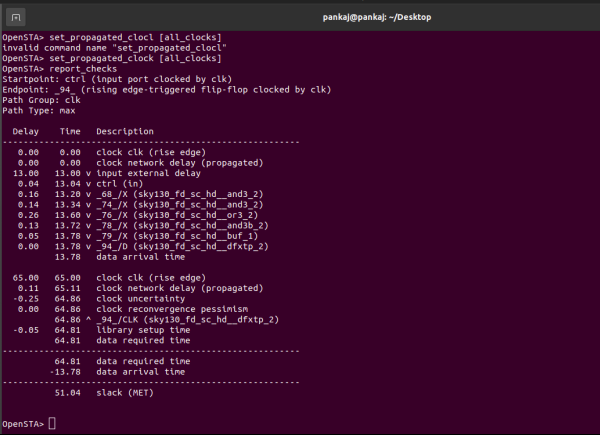 pankaj@pankaj: ~/Desktop
OpenSTA> set_propagated_clocl [all_clocks]
invalid command name "set_propagated_clocl"
OpenSTA> set_propagated_clock [all_clocks]
OpenSTA> report_checks
Startpoint: ctrl (input port clocked by clk)
Endpoint: _94_ (rising edge-triggered flip-flop clocked by clk)
Path Group: clk
Path Type: max
Delay Time Description
-----------------------------------------------------------
0.00 0.00 clock clk (rise edge)
0.00 0.00 clock network delay (propagated)
13.00 13.00 v input external delay
0.04 13.04 v ctrl (in)
0.16 13.20 v _68_/X (sky130_fd_sc_hd__and3_2)
0.14 13.34 v _74_/X (sky130_fd_sc_hd__and3_2)
0.26 13.60 v _76_/X (sky130_fd_sc_hd__or3_2)
0.13 13.72 v _78_/X (sky130_fd_sc_hd__and3b_2)
0.05 13.78 v _79_/X (sky130_fd_sc_hd__buf_1)
0.00 13.78 v _94_/D (sky130_fd_sc_hd__dfxtp_2)
13.78 data arrival time
65.00 65.00 clock clk (rise edge)
0.11 65.11 clock network delay (propagated)
-0.25 64.86 clock uncertainty
0.00 64.86 clock reconvergence pessimism
64.86 ^ _94_/CLK (sky130_fd_sc_hd__dfxtp_2)
-0.05 64.81 library setup time
64.81 data required time
-----------------------------------------------------------
64.81 data required time
-13.78 data arrival time
-----------------------------------------------------------
51.04 slack (MET)
OpenSTA>